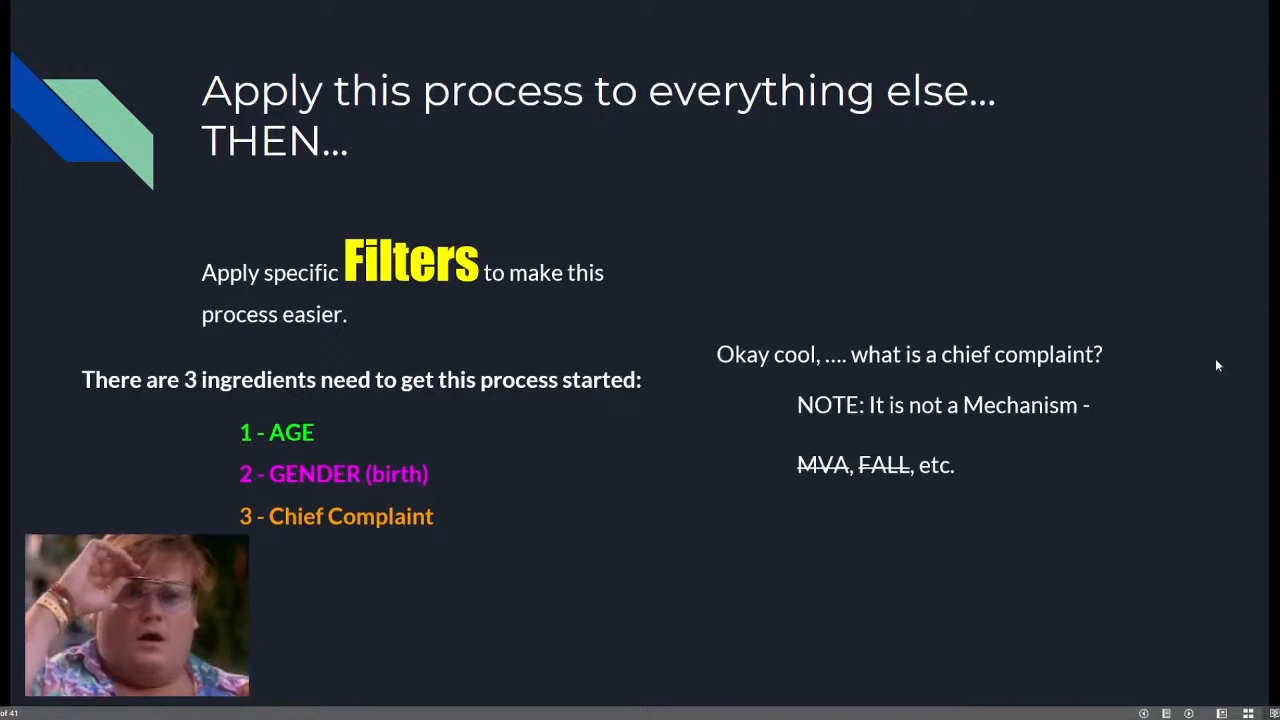 Apply this process to everything else...
THEN...
Apply specific Filters to make this
process easier.
There are 3 ingredients need to get this process started:
1 - AGE
2 - GENDER (birth)
3 - Chief Complaint
Okay cool, .... what is a chief complaint?
NOTE: It is not a Mechanism -
MVA, FALL, etc.
of 41